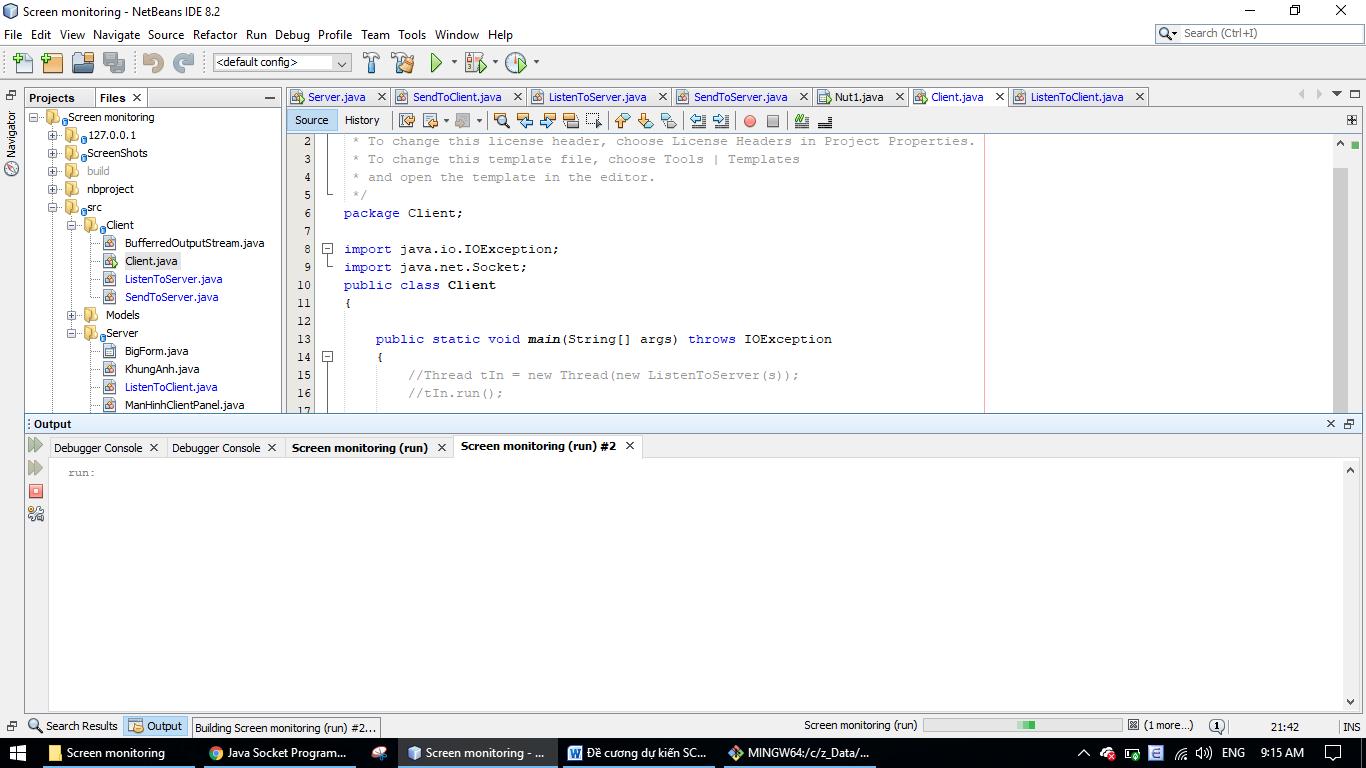 Screen monitoring - NetBeans IDE 8.2
File Edit View Navigate Source Refactor Run Debug Profile Team Tools Window Help
Search (Ctrl+I)
<default config>
Projects Files
Server.java SendToClient.java ListenToServer.java SendToServer.java Nut1.java Client.java ListenToClient.java
Navigator
Screen monitoring
127.0.0.1
ScreenShots
build
nbproject
src
Client
BufferredOutputStream.java
Client.java
ListenToServer.java
SendToServer.java
Models
Server
BigForm.java
KhungAnh.java
ListenToClient.java
ManHinhClientPanel.java
Source History
2 * To change this license header, choose License Headers in Project Properties.
3 * To change this template file, choose Tools | Templates
4 * and open the template in the editor.
5 */
6 package Client;
7
8 import java.io.IOException;
9 import java.net.Socket;
10 public class Client
11 {
12
13 public static void main(String[] args) throws IOException
14 {
15 //Thread tIn = new Thread(new ListenToServer(s));
16 //tIn.run();
17
Output
Debugger Console Debugger Console Screen monitoring (run) Screen monitoring (run) #2
run:
Search Results Output Building Screen monitoring (run) #2... Screen monitoring (run) (1 more...) 1 21:42 INS
Screen monitoring Java Socket Program... Screen monitoring - ... Đề cương dự kiến SC... MINGW64:/c/z_Data/... ENG 9:15 AM